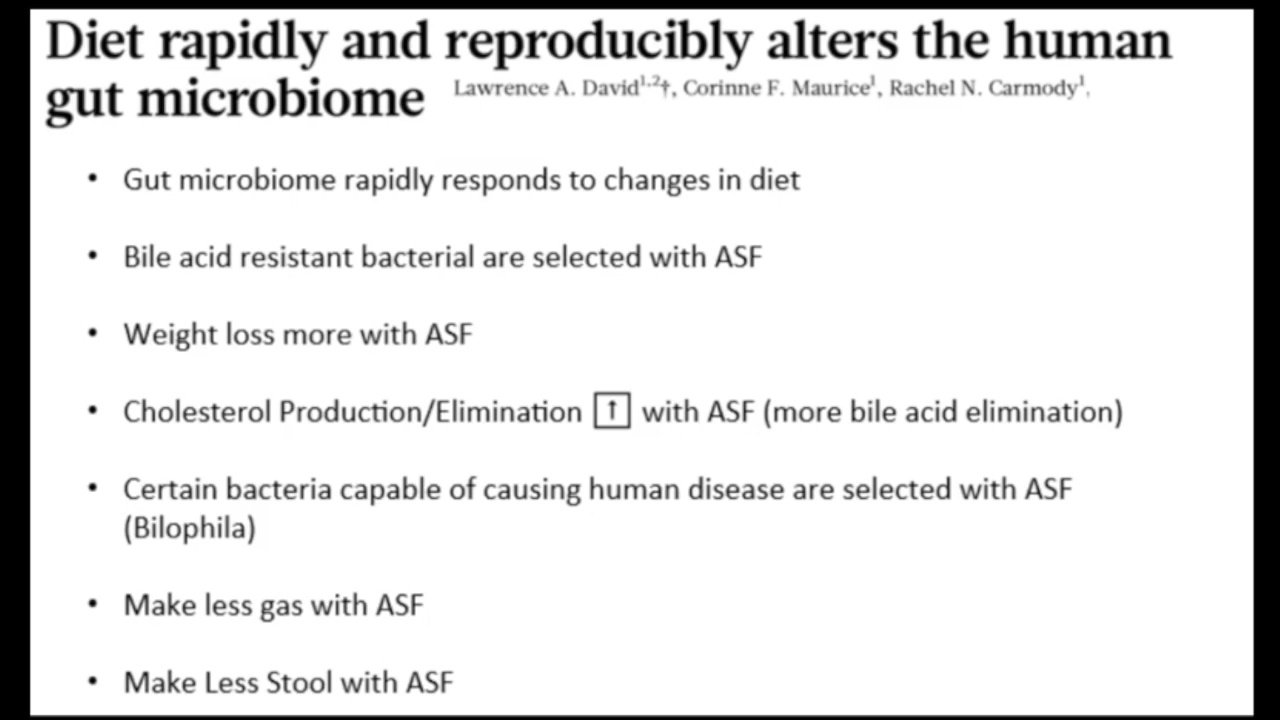 Diet rapidly and reproducibly alters the human
gut microbiome Lawrence A. David1,2†, Corinne F. Maurice1, Rachel N. Carmody1,
• Gut microbiome rapidly responds to changes in diet
• Bile acid resistant bacterial are selected with ASF
• Weight loss more with ASF
• Cholesterol Production/Elimination ↑ with ASF (more bile acid elimination)
• Certain bacteria capable of causing human disease are selected with ASF
(Bilophila)
• Make less gas with ASF
• Make Less Stool with ASF